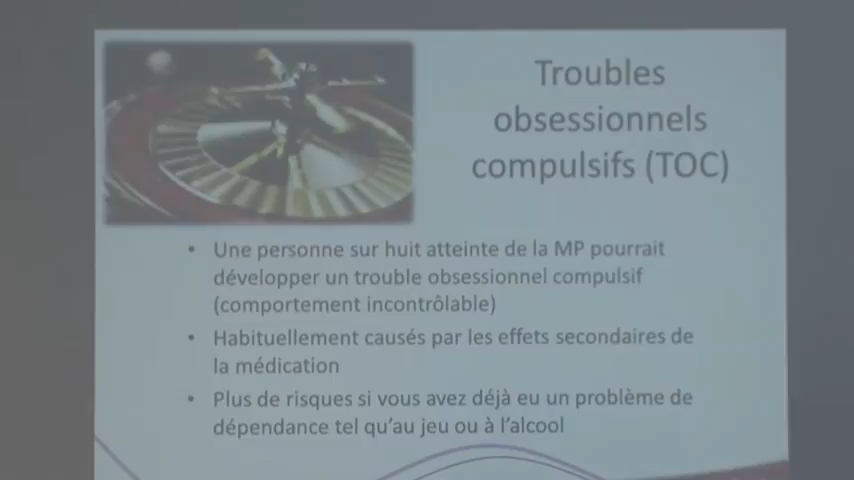 Troubles
obsessionnels
compulsifs (TOC)
• Une personne sur huit atteinte de la MP pourrait
développer un trouble obsessionnel compulsif
(comportement incontrôlable)
• Habituellement causés par les effets secondaires de
la médication
• Plus de risques si vous avez déjà eu un problème de
dépendance tel qu'au jeu ou à l'alcool